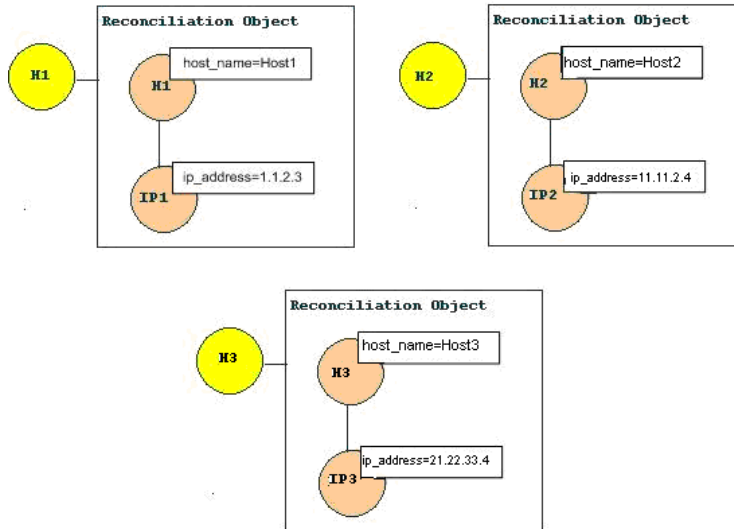 Reconciliation Object
H1
host_name=Host1
H1
ip_address=1.1.2.3
IP1
Reconciliation Object
H2
host_name=Host2
H2
ip_address=11.11.2.4
IP2
Reconciliation Object
H3
host_name=Host3
H3
ip_address=21.22.33.4
IP3